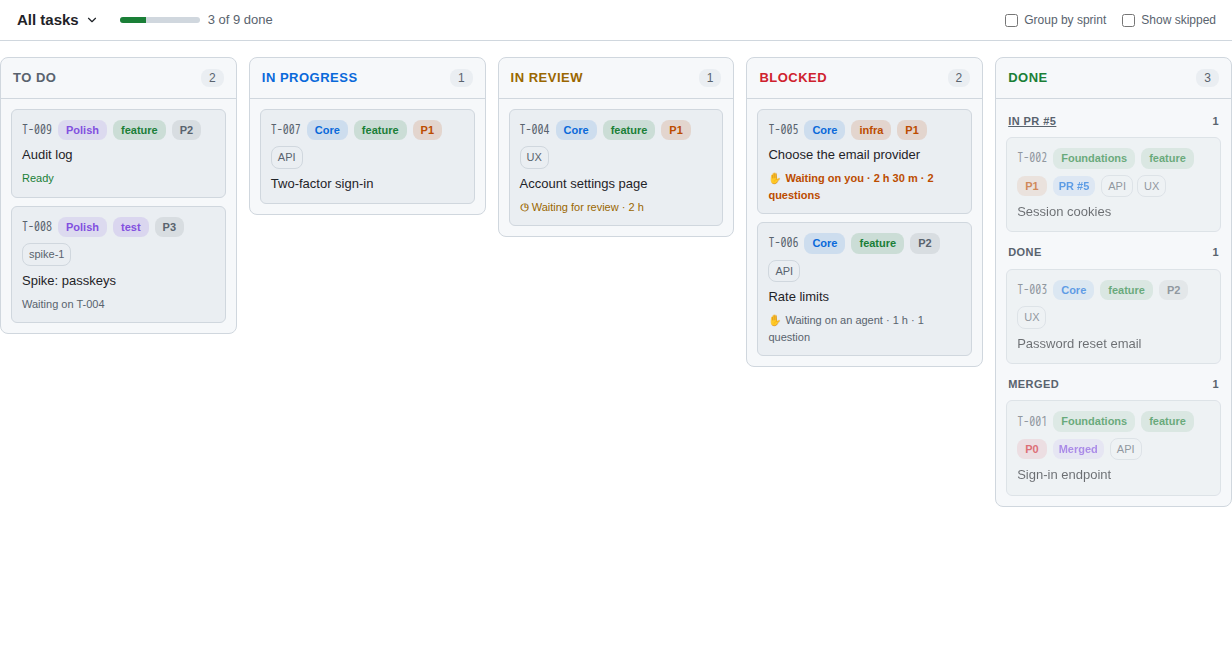 All tasks
3 of 9 done
Group by sprint
Show skipped
TO DO 2
T-009 Polish feature P2
Audit log
Ready
T-008 Polish test P3
spike-1
Spike: passkeys
Waiting on T-004
IN PROGRESS 1
T-007 Core feature P1
API
Two-factor sign-in
IN REVIEW 1
T-004 Core feature P1
UX
Account settings page
Waiting for review · 2 h
BLOCKED 2
T-005 Core infra P1
Choose the email provider
✋ Waiting on you · 2 h 30 m · 2
questions
T-006 Core feature P2
API
Rate limits
✋ Waiting on an agent · 1 h · 1
question
DONE 3
IN PR #5 1
T-002 Foundations feature
P1 PR #5 API UX
Session cookies
DONE 1
T-003 Core feature P2
UX
Password reset email
MERGED 1
T-001 Foundations feature
P0 Merged API
Sign-in endpoint